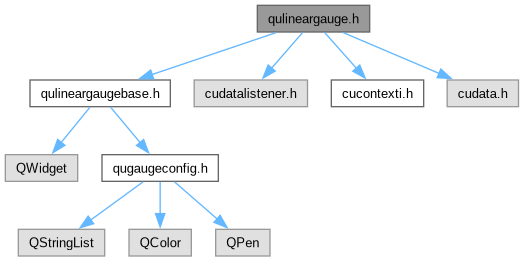 qulineargauge.h
qulineargaugebase.h
cudatalistener.h
cucontexti.h
cudata.h
QWidget
qugaugeconfig.h
QStringList
QColor
QPen